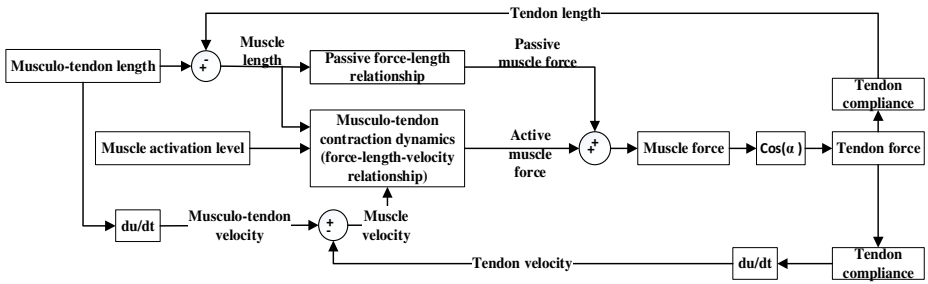 Tendon length
Muscle
length
Passive
muscle force
Musculo-tendon length
-
+
Passive force-length
relationship
Tendon
compliance
Muscle activation level
Musculo-tendon
contraction dynamics
(force-length-velocity
relationship)
Active
muscle
force
+
+
Muscle force
Cos(α )
Tendon force
du/dt
Musculo-tendon
velocity
+
-
Muscle
velocity
Tendon velocity
du/dt
Tendon
compliance